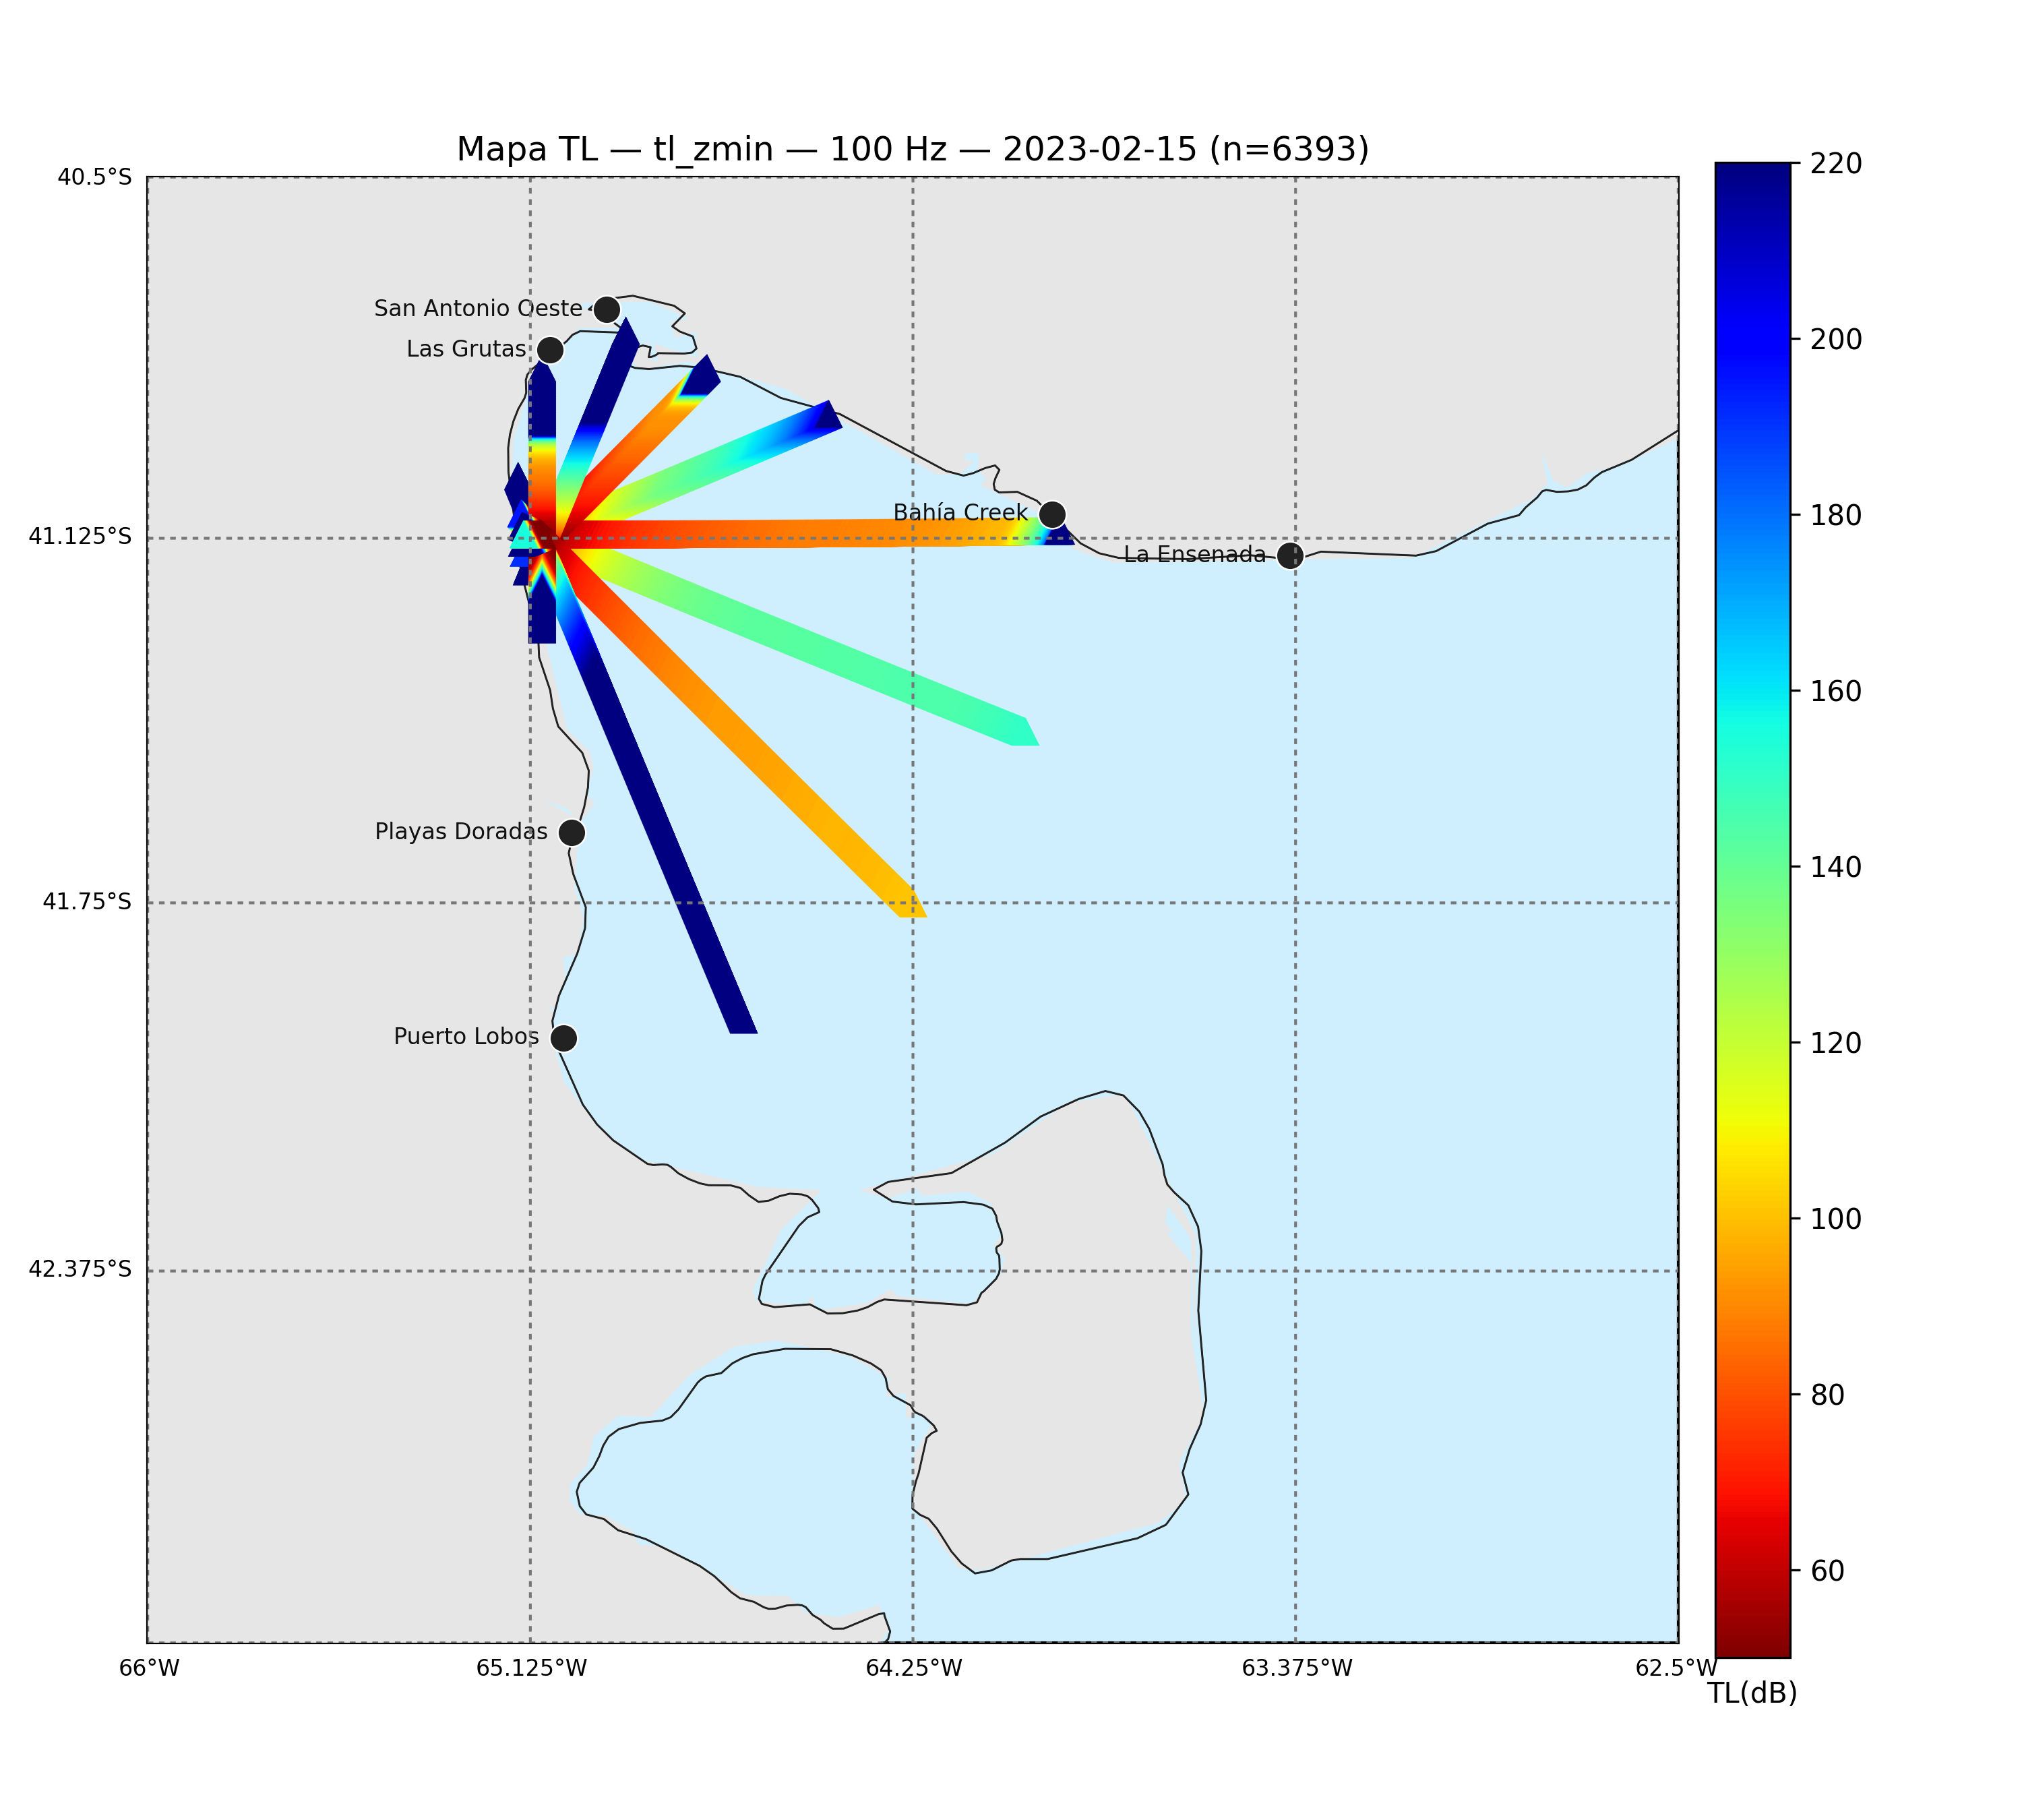 Mapa TL — tl_zmin — 100 Hz — 2023-02-15 (n=6393)
40.5°S
220
San Antonio Oeste
200
Las Grutas
180
Bahía Creek
41.125°S
La Ensenada
160
Playas Doradas
140
41.75°S
Puerto Lobos
120
100
42.375°S
80
60
66°W 65.125°W 64.25°W 63.375°W 62.5°W
TL(dB)